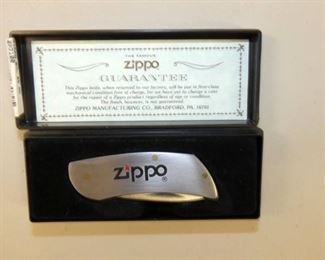 THE FAMOUS
zippo
GUARANTEE
This Zippo knife, when returned to our factory, will be put in first-class
mechanical condition free of charge, for we have yet to charge a cent
for the repair of a Zippo product regardless of age or condition.
The finish, however, is not guaranteed.
ZIPPO MANUFACTURING CO., BRADFORD, PA. 16701
zippo®